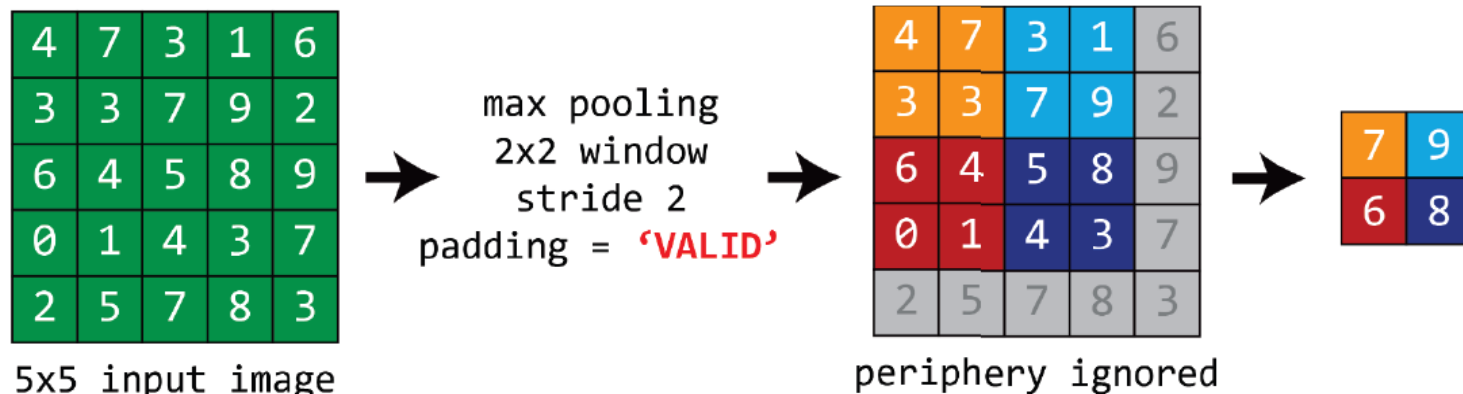 4 7 3 1 6
3 3 7 9 2
6 4 5 8 9
0 1 4 3 7
2 5 7 8 3
5x5 input image
max pooling
2x2 window
stride 2
padding = ‘VALID’
4 7 3 1 6
3 3 7 9 2
6 4 5 8 9
0 1 4 3 7
2 5 7 8 3
periphery ignored
7 9
6 8